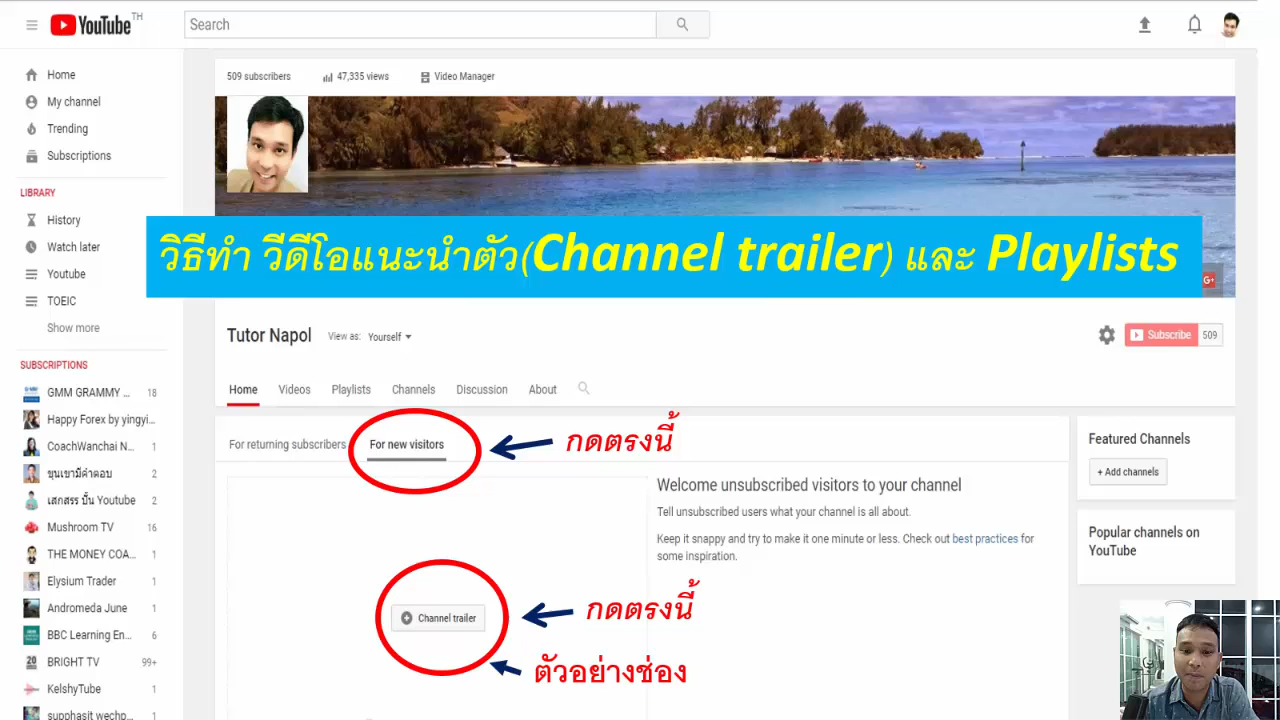 YouTube TH
Search
Home
My channel
Trending
Subscriptions
LIBRARY
History
Watch later
Youtube
TOEIC
Show more
SUBSCRIPTIONS
GMM GRAMMY ... 18
Happy Forex by yingyi...
CoachWanchai N... 1
ขุนเขามีคำตอบ 2
เสกสรร ปั้น Youtube 2
Mushroom TV 16
THE MONEY COA... 1
Elysium Trader 1
Andromeda June 1
BBC Learning En... 6
BRIGHT TV 99+
KelshyTube 1
supphasit wechp... 1
509 subscribers 47,335 views Video Manager
วิธีทำ วีดีโอแนะนำตัว(Channel trailer) และ Playlists
G+
Tutor Napol View as: Yourself
Subscribe 509
Home Videos Playlists Channels Discussion About
For returning subscribers For new visitors
กดตรงนี้
Welcome unsubscribed visitors to your channel
Tell unsubscribed users what your channel is all about.
Keep it snappy and try to make it one minute or less. Check out best practices for
some inspiration.
Channel trailer
กดตรงนี้
ตัวอย่างช่อง
Featured Channels
+ Add channels
Popular channels on
YouTube